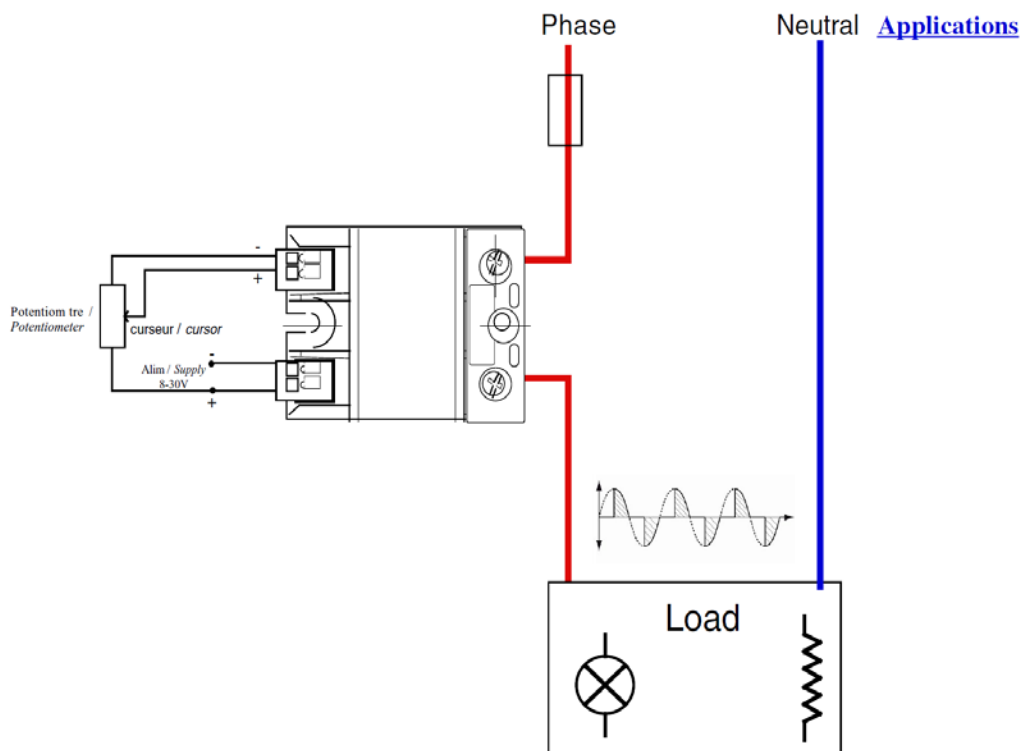 Phase
Neutral
Applications
-
+
Potentiom tre /
Potentiometer
curseur / cursor
-
Alim / Supply
8-30V
+
Load